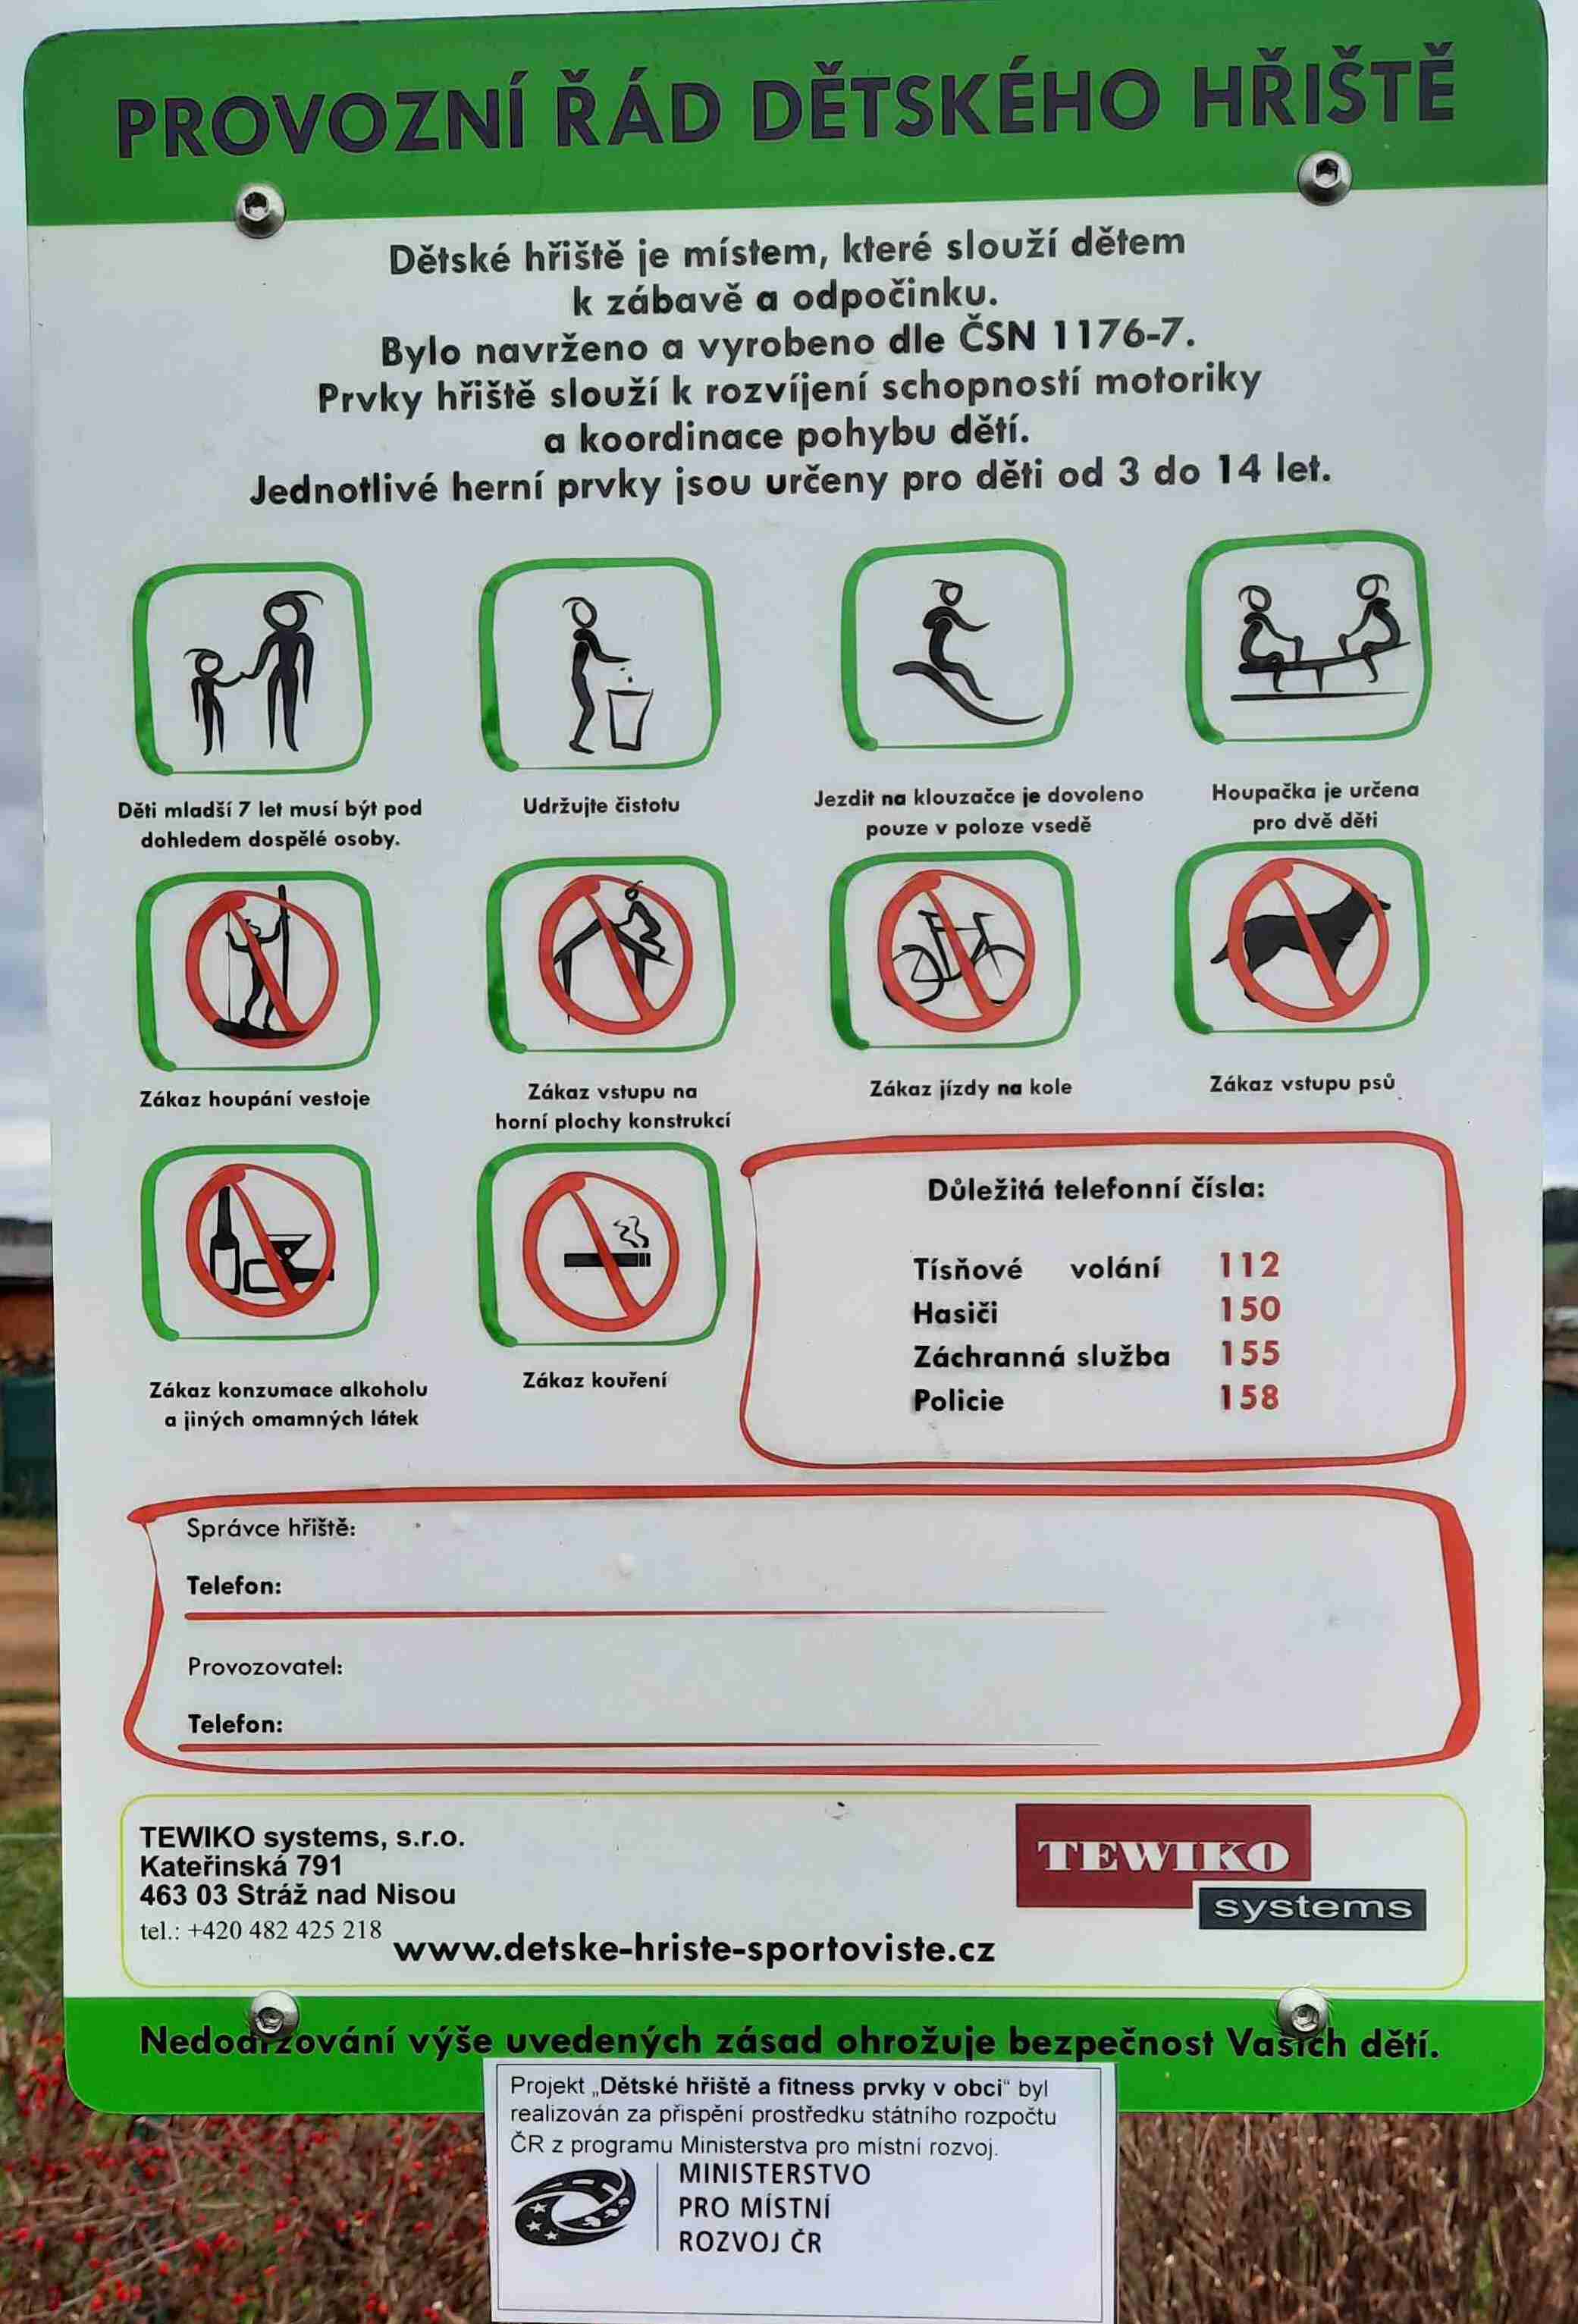 PROVOZNÍ ŘÁD DĚTSKÉHO HŘIŠTĚ
Dětské hřiště je místem, které slouží dětem
k zábavě a odpočinku.
Bylo navrženo a vyrobeno dle ČSN 1176-7.
Prvky hřiště slouží k rozvíjení schopností motoriky
a koordinace pohybu dětí.
Jednotlivé herní prvky jsou určeny pro děti od 3 do 14 let.
Děti mladší 7 let musí být pod
dohledem dospělé osoby.
Udržujte čistotu
Jezdit na klouzačce je dovoleno
pouze v poloze vsedě
Houpačka je určena
pro dvě děti
Zákaz houpání vestoje
Zákaz vstupu na
horní plochy konstrukcí
Zákaz jízdy na kole
Zákaz vstupu psů
Zákaz konzumace alkoholu
a jiných omamných látek
Zákaz kouření
Důležitá telefonní čísla:
Tísňové volání 112
Hasiči 150
Záchranná služba 155
Policie 158
Správce hřiště:
Telefon:
Provozovatel:
Telefon:
TEWIKO systems, s.r.o.
Kateřinská 791
463 03 Stráž nad Nisou
tel.: +420 482 425 218
www.detske-hriste-sportoviste.cz
TEWIKO
systems
Nedodržování výše uvedených zásad ohrožuje bezpečnost Vašich dětí.
Projekt „Dětské hřiště a fitness prvky v obci“ byl
realizován za přispění prostředku státního rozpočtu
ČR z programu Ministerstva pro místní rozvoj.
MINISTERSTVO
PRO MÍSTNÍ
ROZVOJ ČR